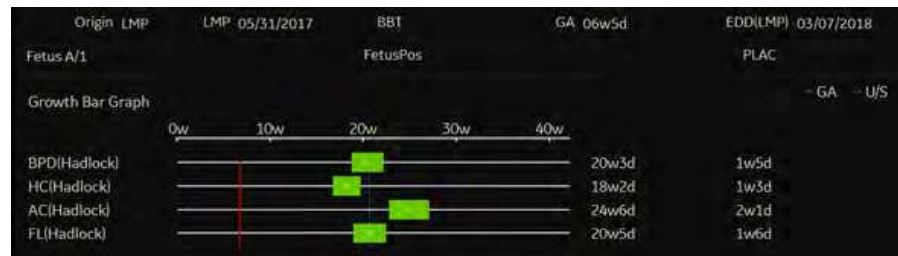 Origin LMP LMP 05/31/2017 BBT GA 06w5d EDD(LMP) 03/07/2018
Fetus A/1 FetusPos PLAC
Growth Bar Graph - GA - U/S
0w 10w 20w 30w 40w
BPD(Hadlock) 20w3d 1w5d
HC(Hadlock) 18w2d 1w3d
AC(Hadlock) 24w6d 2w1d
FL(Hadlock) 20w5d 1w6d